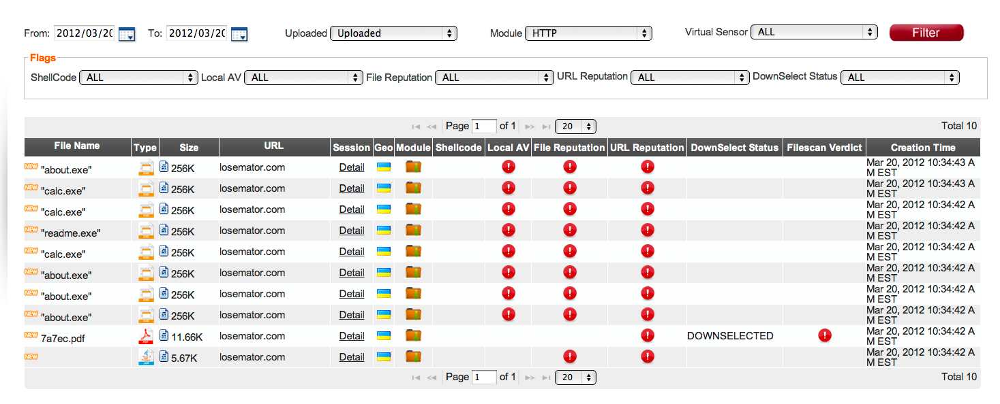 From: 2012/03/20 To: 2012/03/20 Uploaded Uploaded Module HTTP Virtual Sensor ALL Filter
Flags
ShellCode ALL Local AV ALL File Reputation ALL URL Reputation ALL DownSelect Status ALL
Page 1 of 1 20 Total 10
File Name Type Size URL Session Geo Module Shellcode Local AV File Reputation URL Reputation DownSelect Status Filescan Verdict Creation Time
NEW "about.exe" 256K losemator.com Detail Mar 20, 2012 10:34:43 A
M EST
NEW "calc.exe" 256K losemator.com Detail Mar 20, 2012 10:34:43 A
M EST
NEW "calc.exe" 256K losemator.com Detail Mar 20, 2012 10:34:42 A
M EST
NEW "readme.exe" 256K losemator.com Detail Mar 20, 2012 10:34:42 A
M EST
NEW "calc.exe" 256K losemator.com Detail Mar 20, 2012 10:34:42 A
M EST
NEW "about.exe" 256K losemator.com Detail Mar 20, 2012 10:34:42 A
M EST
NEW "about.exe" 256K losemator.com Detail Mar 20, 2012 10:34:42 A
M EST
NEW "about.exe" 256K losemator.com Detail Mar 20, 2012 10:34:42 A
M EST
NEW 7a7ec.pdf PDF 11.66K losemator.com Detail DOWNSELECTED Mar 20, 2012 10:34:42 A
M EST
NEW JAR 5.67K losemator.com Detail Mar 20, 2012 10:34:42 A
M EST
Page 1 of 1 20 Total 10